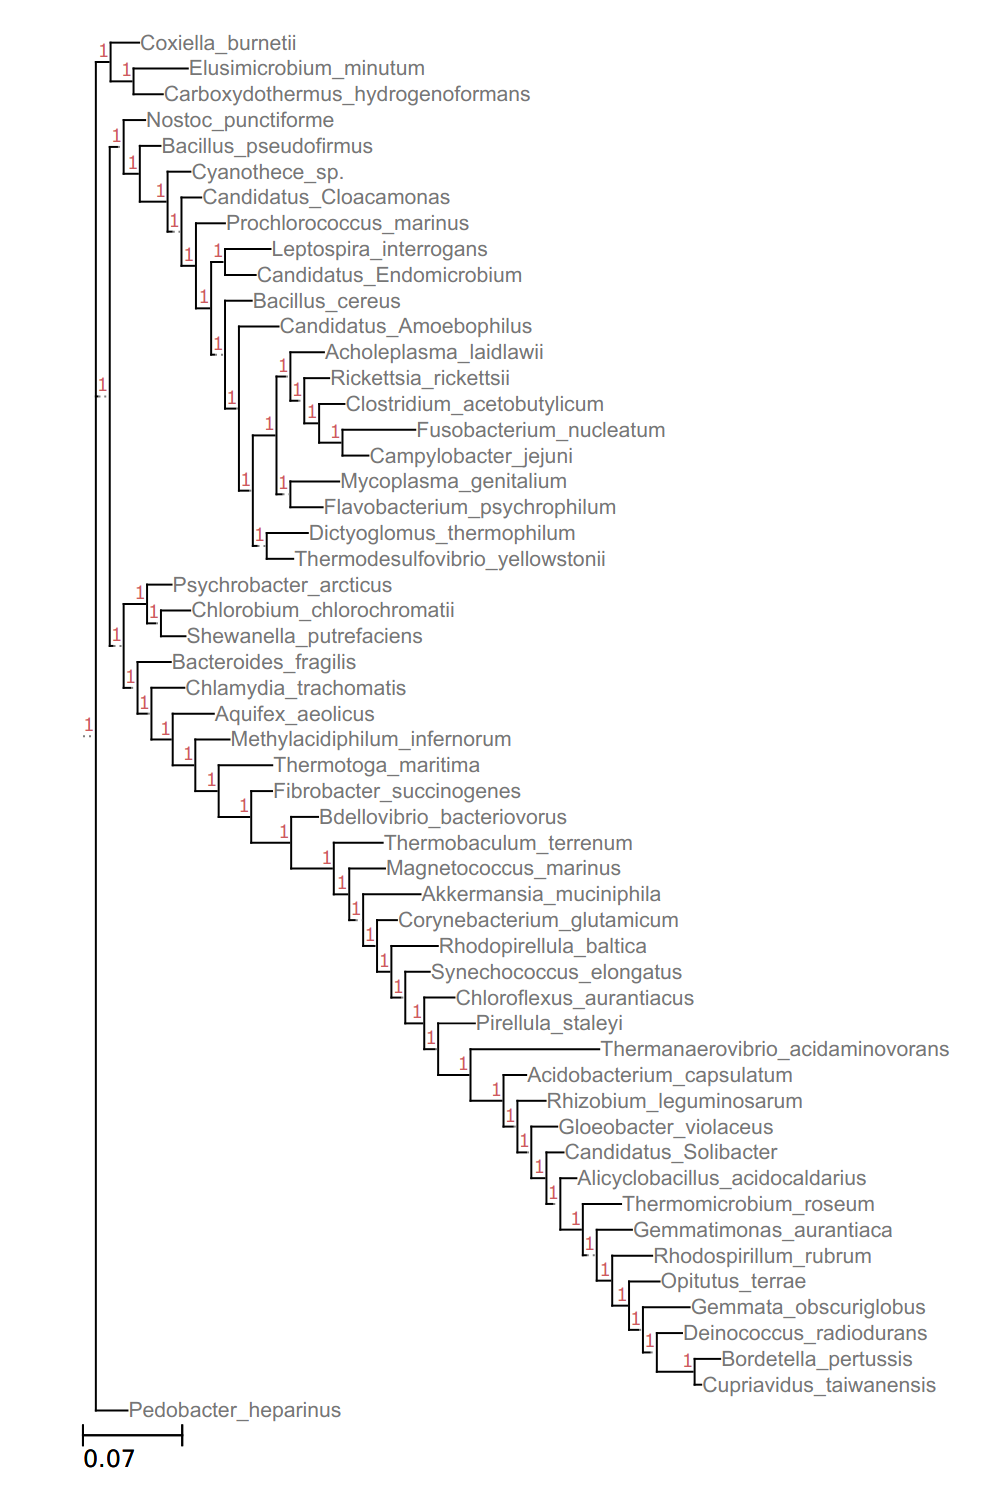 1 Coxiella_burnetii
1 Elusimicrobium_minutum
Carboxydothermus_hydrogenoformans
1 Nostoc_punctiforme
1 Bacillus_pseudofirmus
1 Cyanothece_sp.
1 Candidatus_Cloacamonas
1 Prochlorococcus_marinus
1 1 Leptospira_interrogans
Candidatus_Endomicrobium
1 Bacillus_cereus
1 Candidatus_Amoebophilus
1 Acholeplasma_laidlawii
1 1 Rickettsia_rickettsii
1 1 Clostridium_acetobutylicum
1 Fusobacterium_nucleatum
Campylobacter_jejuni
1 1 Mycoplasma_genitalium
Flavobacterium_psychrophilum
1 Dictyoglomus_thermophilum
Thermodesulfovibrio_yellowstonii
1 Psychrobacter_arcticus
1 Chlorobium_chlorochromatii
1 Shewanella_putrefaciens
1 Bacteroides_fragilis
1 Chlamydia_trachomatis
1 1 Aquifex_aeolicus
1 Methylacidiphilum_infernorum
1 Thermotoga_maritima
1 Fibrobacter_succinogenes
1 Bdellovibrio_bacteriovorus
1 Thermobaculum_terrenum
1 Magnetococcus_marinus
1 Akkermansia_muciniphila
1 Corynebacterium_glutamicum
1 Rhodopirellula_baltica
1 Synechococcus_elongatus
1 Chloroflexus_aurantiacus
1 Pirellula_staleyi
1 Thermanaerovibrio_acidaminovorans
1 Acidobacterium_capsulatum
1 Rhizobium_leguminosarum
1 Gloeobacter_violaceus
1 Candidatus_Solibacter
1 Alicyclobacillus_acidocaldarius
1 Thermomicrobium_roseum
1 Gemmatimonas_aurantiaca
1 Rhodospirillum_rubrum
1 Opitutus_terrae
1 Gemmata_obscuriglobus
1 Deinococcus_radiodurans
1 Bordetella_pertussis
Cupriavidus_taiwanensis
Pedobacter_heparinus
0.07